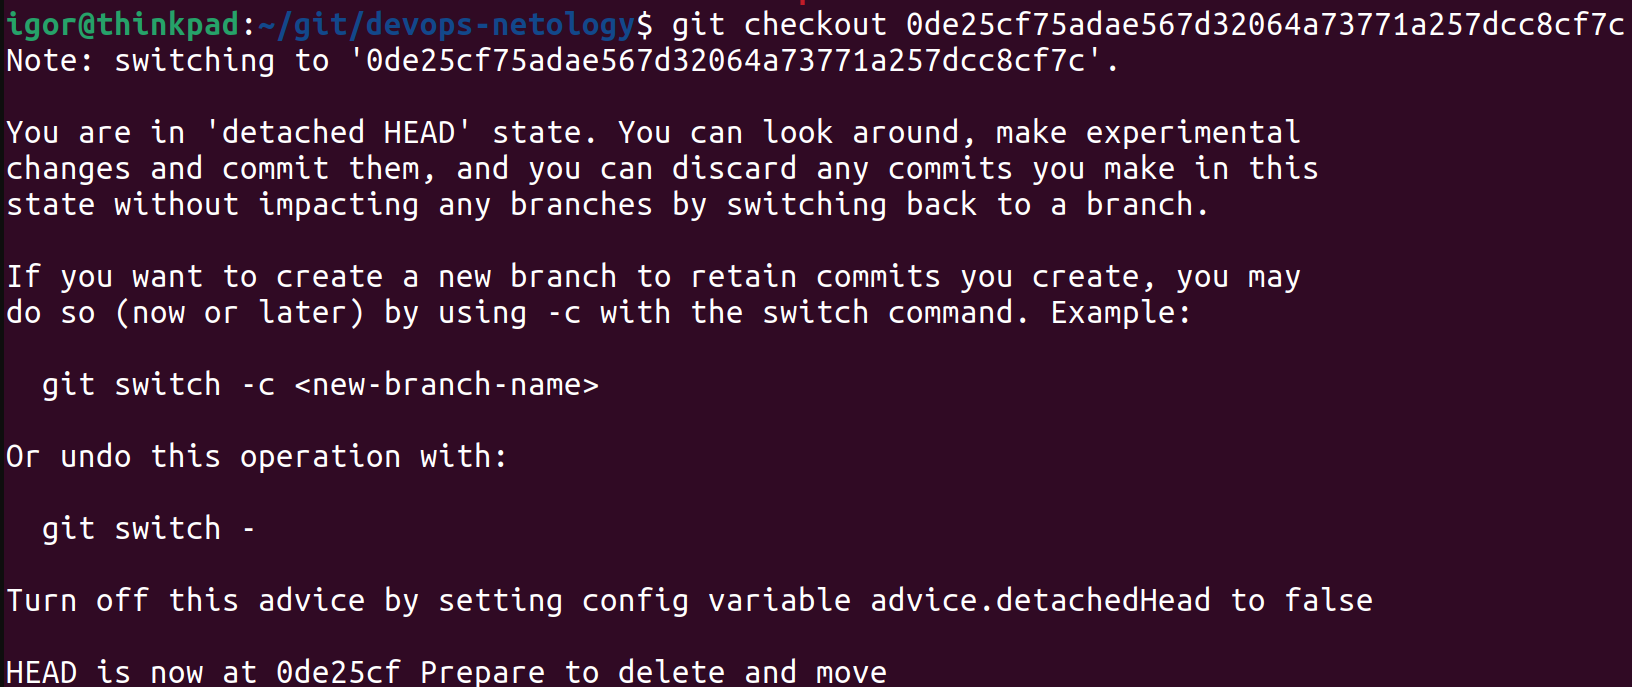 igor@thinkpad:~/git/devops-netology$ git checkout 0de25cf75adae567d32064a73771a257dcc8cf7c
Note: switching to '0de25cf75adae567d32064a73771a257dcc8cf7c'.

You are in 'detached HEAD' state. You can look around, make experimental
changes and commit them, and you can discard any commits you make in this
state without impacting any branches by switching back to a branch.

If you want to create a new branch to retain commits you create, you may
do so (now or later) by using -c with the switch command. Example:

  git switch -c <new-branch-name>

Or undo this operation with:

  git switch -

Turn off this advice by setting config variable advice.detachedHead to false

HEAD is now at 0de25cf Prepare to delete and move